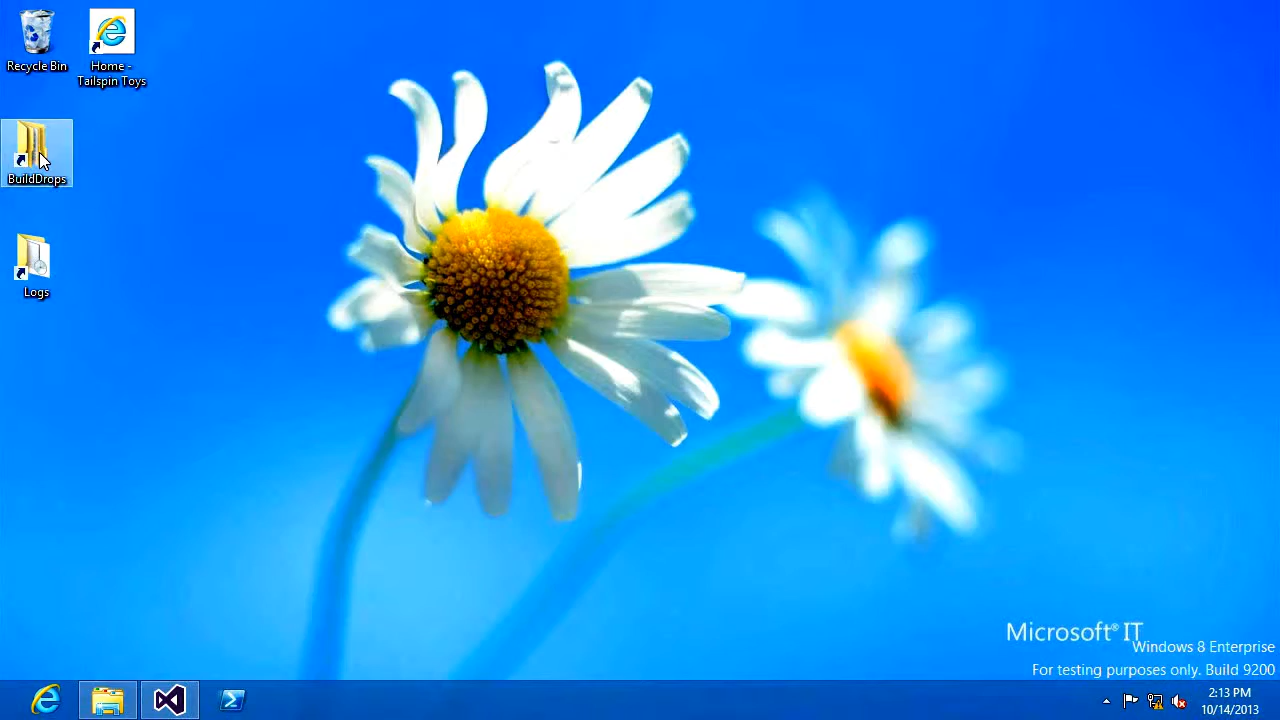 Recycle Bin
Home -
Tailspin Toys
BuildDrops
Logs
Microsoft® IT
Windows 8 Enterprise
For testing purposes only. Build 9200
2:13 PM
10/14/2013